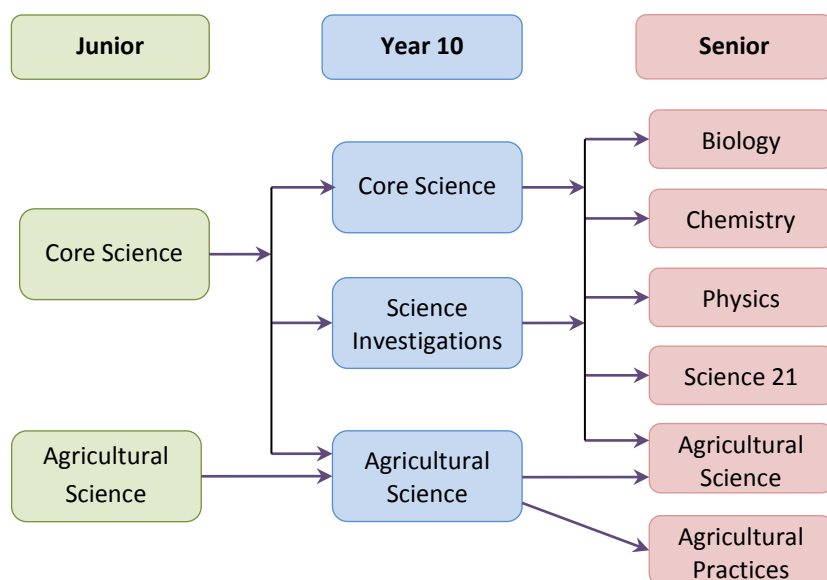 Junior
Year 10
Senior
Core Science
Agricultural
Science
Core Science
Science
Investigations
Agricultural
Science
Biology
Chemistry
Physics
Science 21
Agricultural
Science
Agricultural
Practices